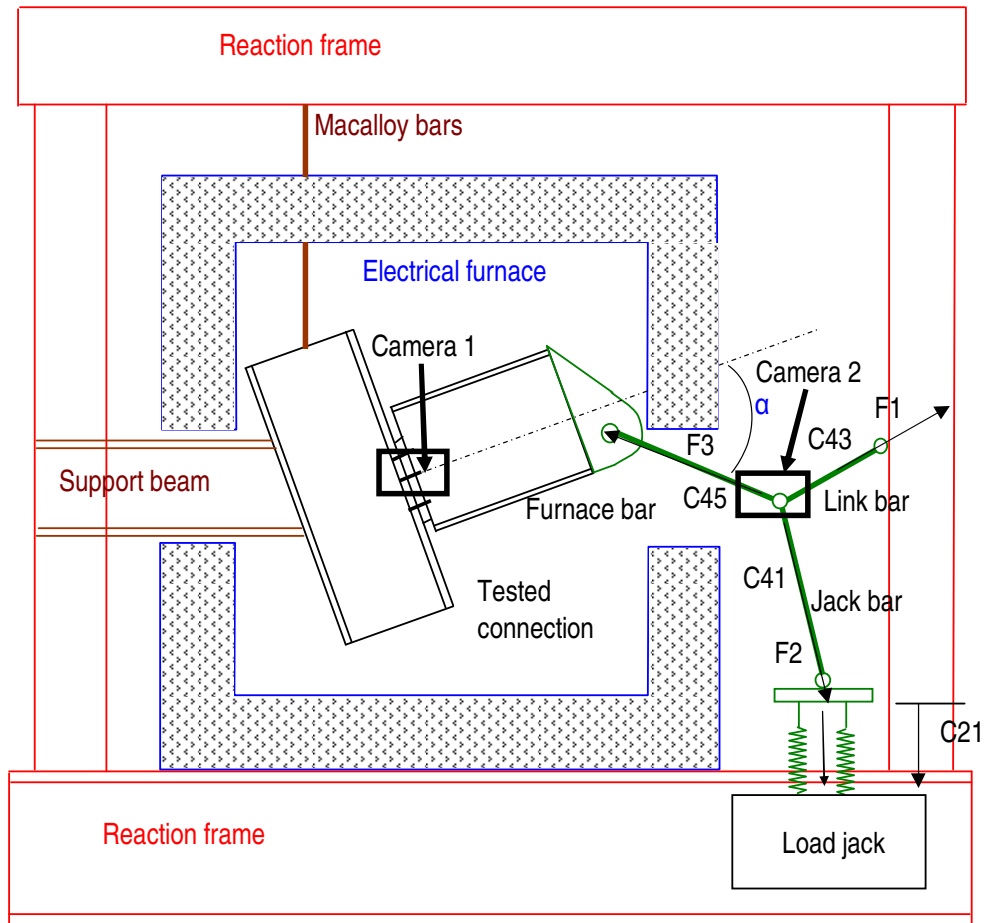 Reaction frame
Macalloy bars
Electrical furnace
Camera 1
Camera 2
α
F1
F3
C43
Support beam
C45
Furnace bar
Link bar
C41
Tested
connection
Jack bar
F2
C21
Reaction frame
Load jack